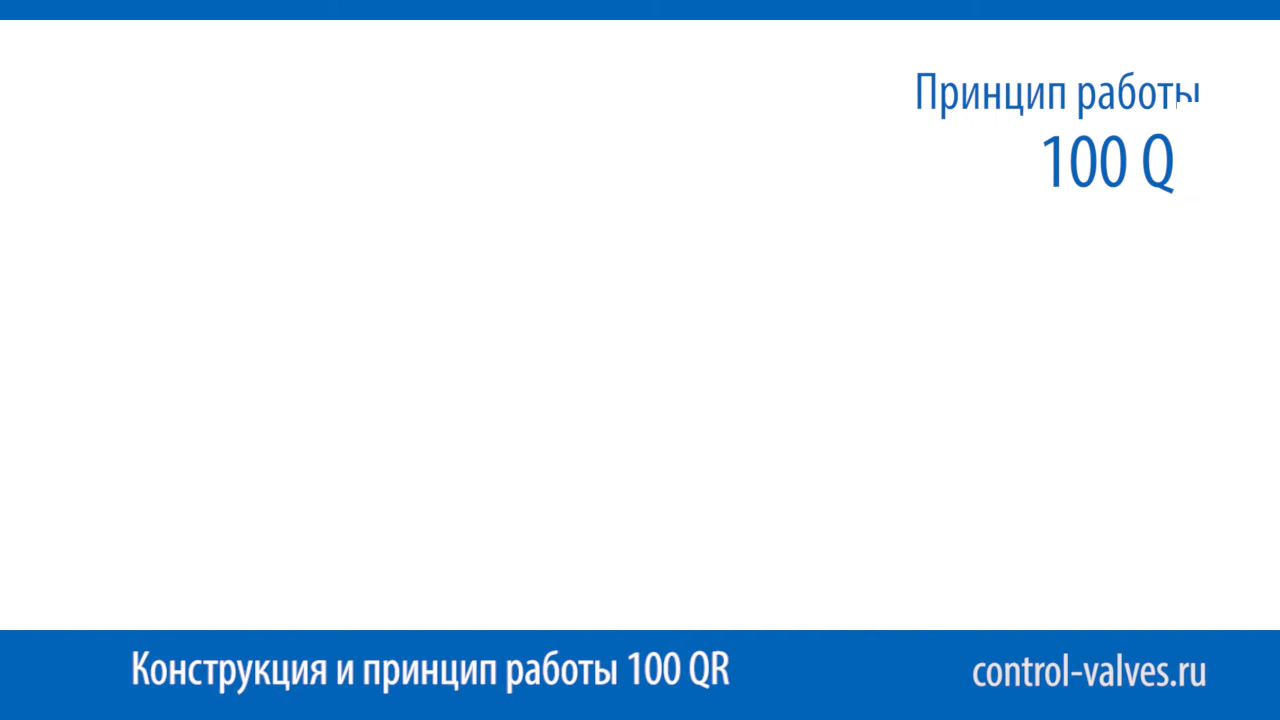 Принцип работы
100 Q
Конструкция и принцип работы 100 QR
control-valves.ru